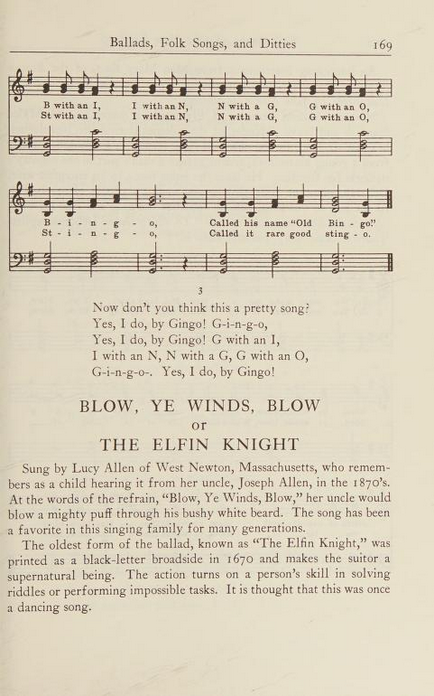 Ballads, Folk Songs, and Ditties 169
B with an I, I with an N, N with a G, G with an O,
St with an I, I with an N, N with a G, G with an O,
B - i - n - g - o, Called his name "Old Bin - go."
St - i - n - g - o, Called it rare good sting - o.
3
Now don't you think this a pretty song?
Yes, I do, by Gingo! G-i-n-g-o,
Yes, I do, by Gingo! G with an I,
I with an N, N with a G, G with an O,
G-i-n-g-o-. Yes, I do, by Gingo!
BLOW, YE WINDS, BLOW
or
THE ELFIN KNIGHT
Sung by Lucy Allen of West Newton, Massachusetts, who remem-
bers as a child hearing it from her uncle, Joseph Allen, in the 1870's.
At the words of the refrain, "Blow, Ye Winds, Blow," her uncle would
blow a mighty puff through his bushy white beard. The song has been
a favorite in this singing family for many generations.
The oldest form of the ballad, known as "The Elfin Knight," was
printed as a black-letter broadside in 1670 and makes the suitor a
supernatural being. The action turns on a person's skill in solving
riddles or performing impossible tasks. It is thought that this was once
a dancing song.